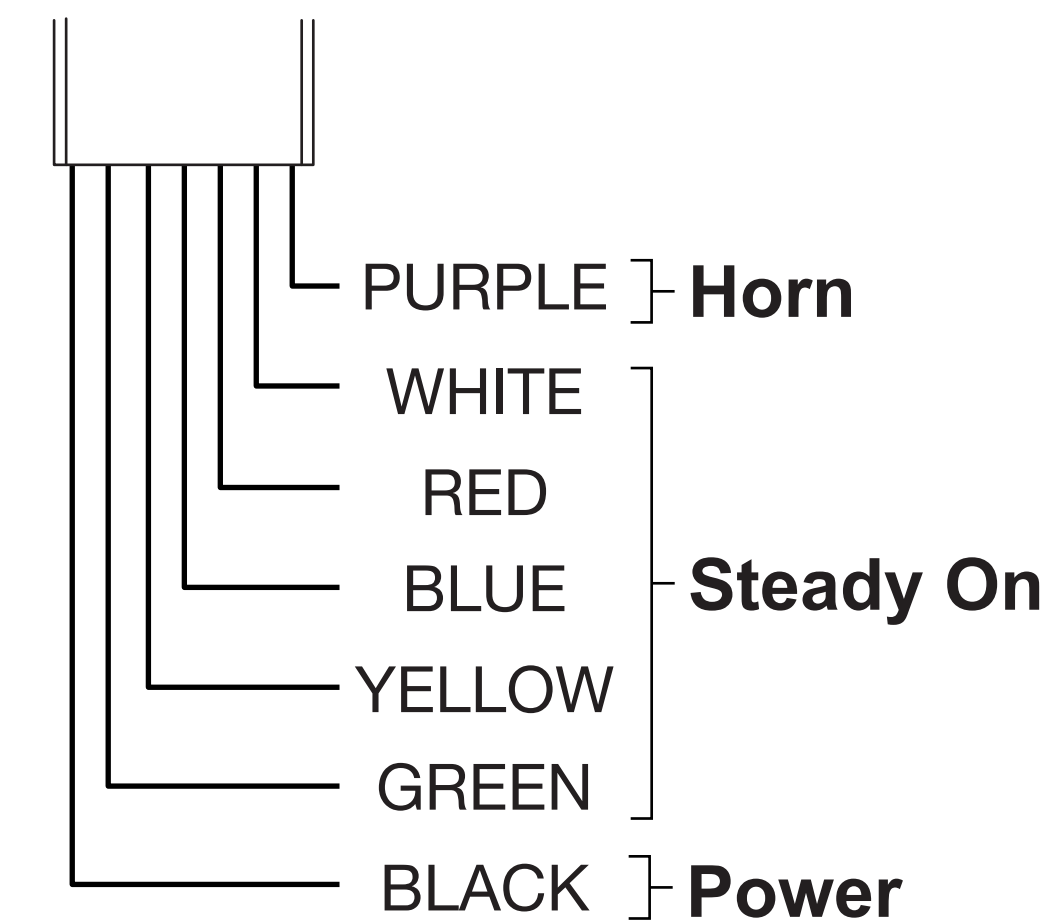 PURPLE Horn
WHITE
RED
BLUE Steady On
YELLOW
GREEN
BLACK Power